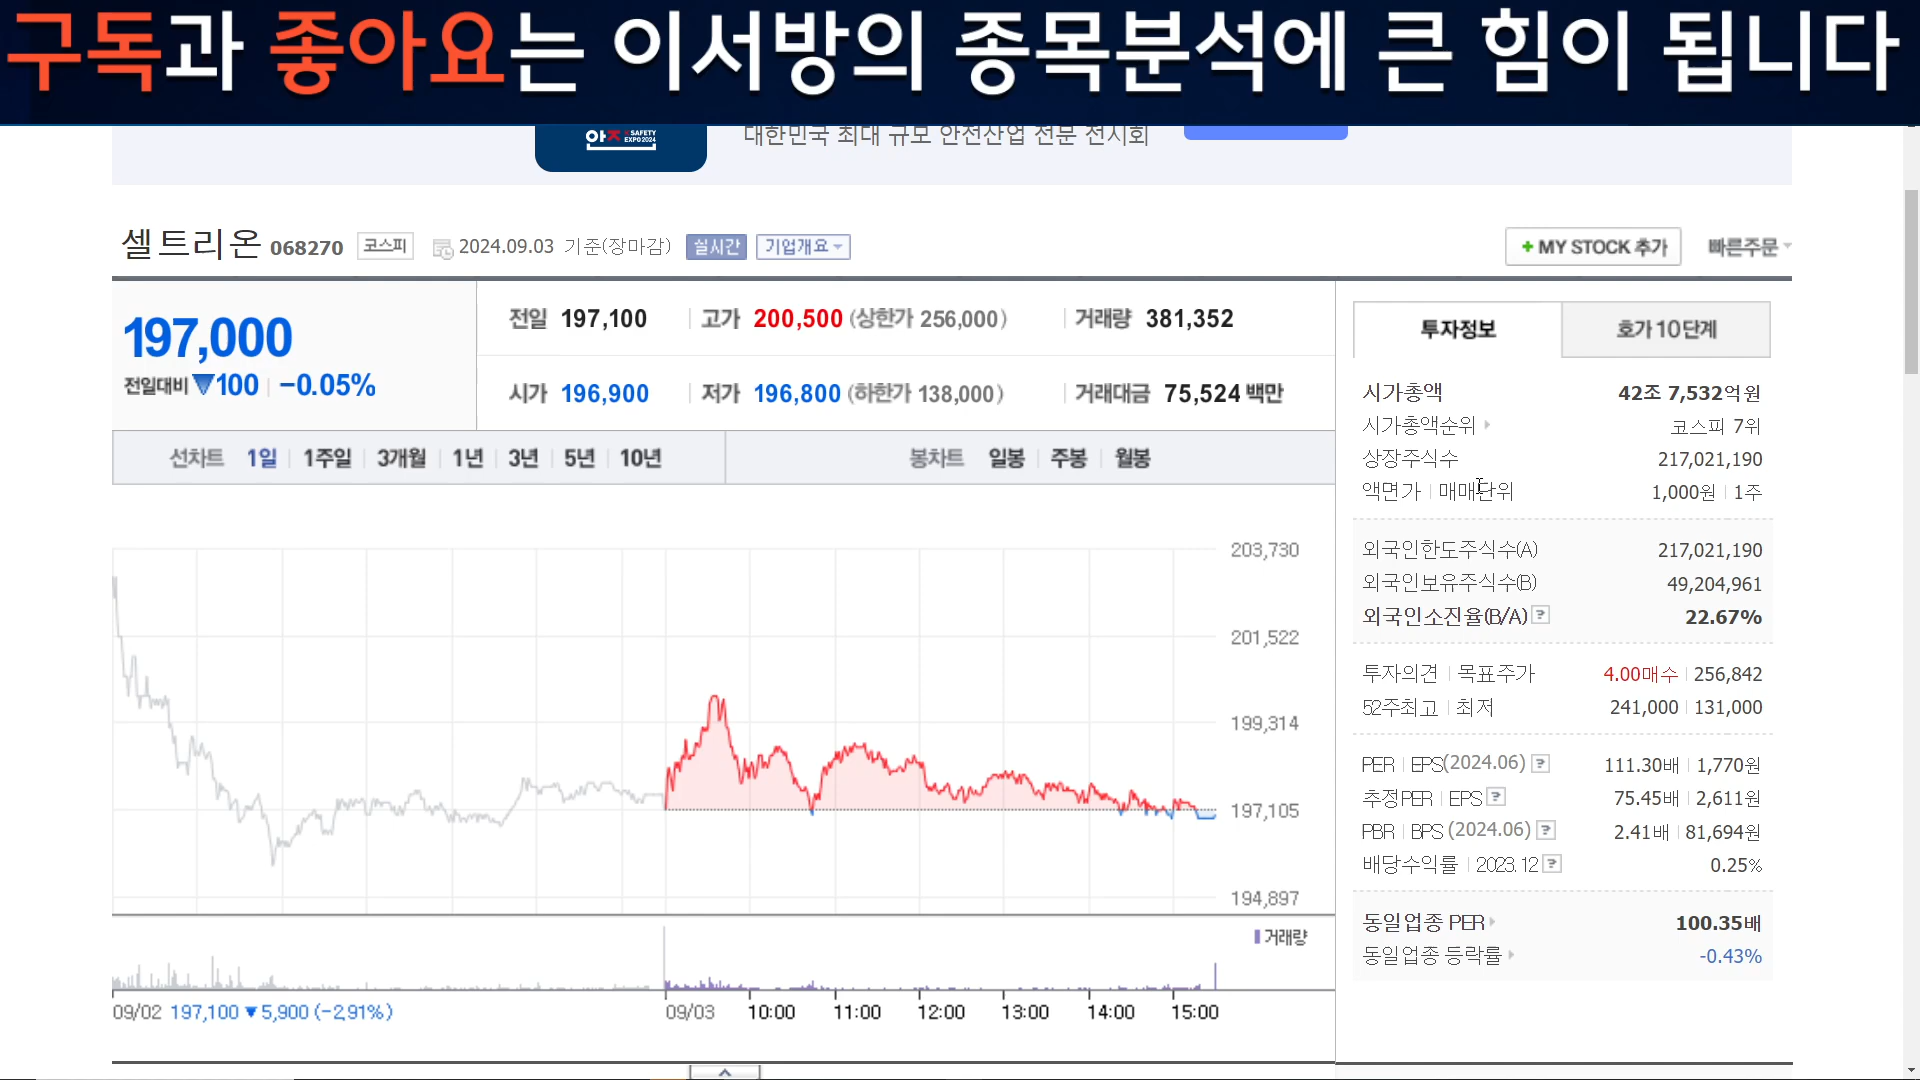 구독과 좋아요는 이서방의 종목분석에 큰 힘이 됩니다
아즈 SAFETY EXPO2024
대한민국 최대 규모 안전산업 전문 전시회
셀트리온 068270 코스피 2024.09.03 기준(장마감) 실시간 기업개요
+ MY STOCK 추가 빠른주문
197,000
전일대비 ▼100 | -0.05%
전일 197,100 | 고가 200,500 (상한가 256,000) | 거래량 381,352
시가 196,900 | 저가 196,800 (하한가 138,000) | 거래대금 75,524 백만
선차트 1일 | 1주일 | 3개월 | 1년 | 3년 | 5년 | 10년
봉차트 일봉 주봉 월봉
203,730
201,522
199,314
197,105
194,897
거래량
09/02 197,100 ▼5,900 (-2.91%)
09/03 10:00 11:00 12:00 13:00 14:00 15:00
투자정보 호가 10단계
시가총액 42조 7,532억원
시가총액순위 코스피 7위
상장주식수 217,021,190
액면가 | 매매단위 1,000원 | 1주
외국인한도주식수(A) 217,021,190
외국인보유주식수(B) 49,204,961
외국인소진율(B/A) ? 22.67%
투자의견 | 목표주가 4.00매수 | 256,842
52주최고 | 최저 241,000 | 131,000
PER | EPS(2024.06) ? 111.30배 | 1,770원
추정PER | EPS ? 75.45배 | 2,611원
PBR | BPS (2024.06) ? 2.41배 | 81,694원
배당수익률 | 2023.12 ? 0.25%
동일업종 PER 100.35배
동일업종 등락률 -0.43%